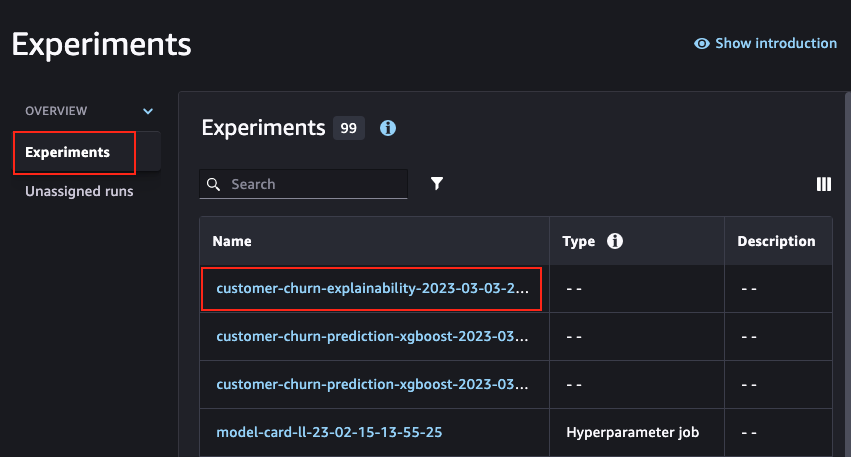 Experiments
Show introduction
OVERVIEW
Experiments
Unassigned runs
Experiments 99
Search
Name Type Description
customer-churn-explainability-2023-03-03-2... - - - -
customer-churn-prediction-xgboost-2023-03... - - - -
customer-churn-prediction-xgboost-2023-03... - - - -
model-card-ll-23-02-15-13-55-25 Hyperparameter job - -